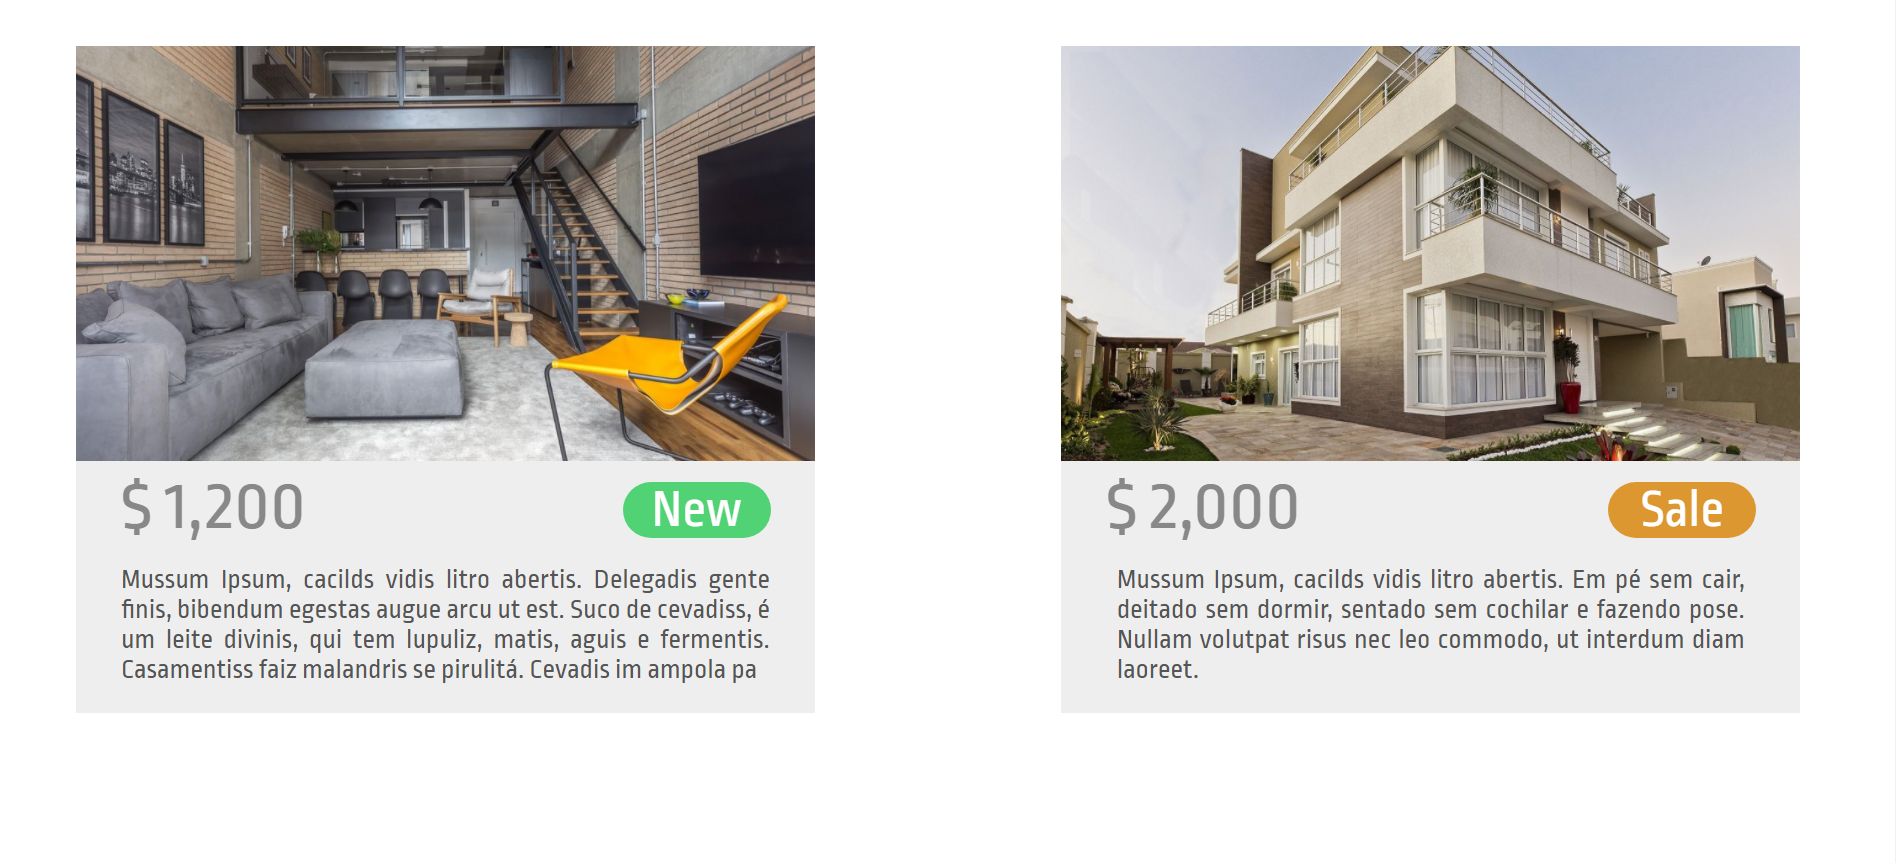 $ 1,200
New
Mussum Ipsum, cacilds vidis litro abertis. Delegadis gente
finis, bibendum egestas augue arcu ut est. Suco de cevadiss, é
um leite divinis, qui tem lupuliz, matis, aguis e fermentis.
Casamentiss faiz malandris se pirulitá. Cevadis im ampola pa
$ 2,000
Sale
Mussum Ipsum, cacilds vidis litro abertis. Em pé sem cair,
deitado sem dormir, sentado sem cochilar e fazendo pose.
Nullam volutpat risus nec leo commodo, ut interdum diam
laoreet.